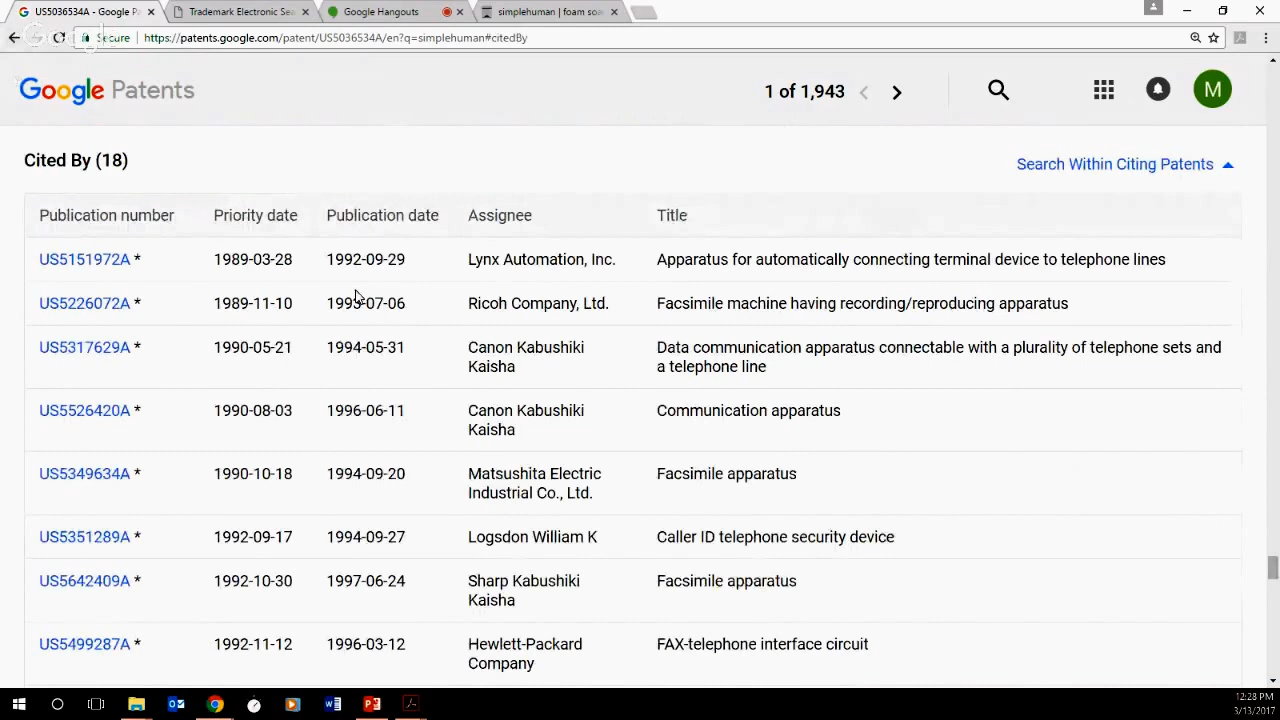 US5036534A - Google P
Trademark Electronic Sea
Google Hangouts
simplehuman | foam soa
Secure
https://patents.google.com/patent/US5036534A/en?q=simplehuman#citedBy
Google Patents
1 of 1,943
M
Cited By (18)
Search Within Citing Patents
Publication number Priority date Publication date Assignee Title
US5151972A * 1989-03-28 1992-09-29 Lynx Automation, Inc. Apparatus for automatically connecting terminal device to telephone lines
US5226072A * 1989-11-10 1993-07-06 Ricoh Company, Ltd. Facsimile machine having recording/reproducing apparatus
US5317629A * 1990-05-21 1994-05-31 Canon Kabushiki Data communication apparatus connectable with a plurality of telephone sets and
Kaisha a telephone line
US5526420A * 1990-08-03 1996-06-11 Canon Kabushiki Communication apparatus
Kaisha
US5349634A * 1990-10-18 1994-09-20 Matsushita Electric Facsimile apparatus
Industrial Co., Ltd.
US5351289A * 1992-09-17 1994-09-27 Logsdon William K Caller ID telephone security device
US5642409A * 1992-10-30 1997-06-24 Sharp Kabushiki Facsimile apparatus
Kaisha
US5499287A * 1992-11-12 1996-03-12 Hewlett-Packard FAX-telephone interface circuit
Company
12:28 PM
3/13/2017